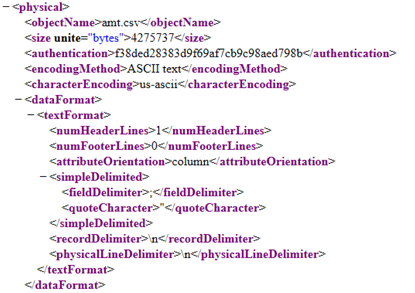 − <physical>
<objectName>amt.csv</objectName>
<size unite="bytes">4275737</size>
<authentication>f38ded28383d9f69af7cb9c98aed798b</authentication>
<encodingMethod>ASCII text</encodingMethod>
<characterEncoding>us-ascii</characterEncoding>
− <dataFormat>
− <textFormat>
<numHeaderLines>1</numHeaderLines>
<numFooterLines>0</numFooterLines>
<attributeOrientation>column</attributeOrientation>
− <simpleDelimited>
<fieldDelimiter>;</fieldDelimiter>
<quoteCharacter>"</quoteCharacter>
</simpleDelimited>
<recordDelimiter>\n</recordDelimiter>
<physicalLineDelimiter>\n</physicalLineDelimiter>
</textFormat>
</dataFormat>